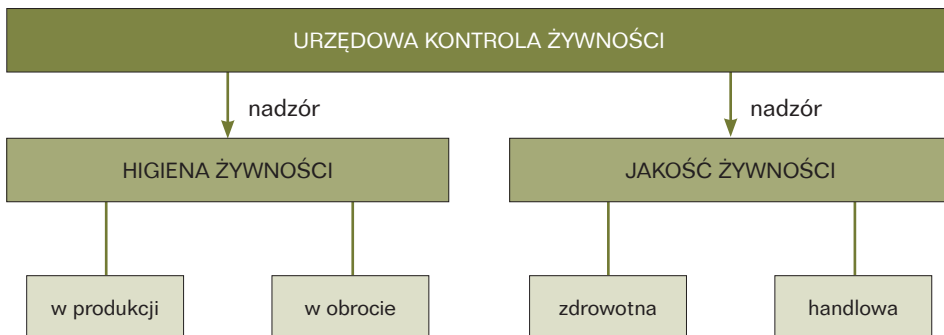 URZĘDOWA KONTROLA ŻYWNOŚCI
nadzór
nadzór
HIGIENA ŻYWNOŚCI
JAKOŚĆ ŻYWNOŚCI
w produkcji
w obrocie
zdrowotna
handlowa